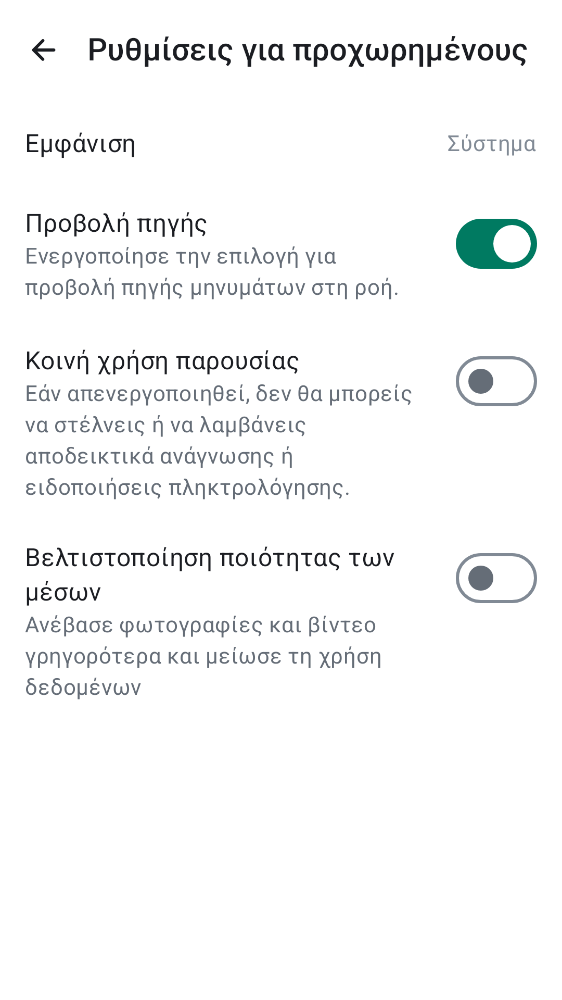 Ρυθμίσεις για προχωρημένους
Εμφάνιση
Σύστημα
Προβολή πηγής
Ενεργοποίησε την επιλογή για
προβολή πηγής μηνυμάτων στη ροή.
Κοινή χρήση παρουσίας
Εάν απενεργοποιηθεί, δεν θα μπορείς
να στέλνεις ή να λαμβάνεις
αποδεικτικά ανάγνωσης ή
ειδοποιήσεις πληκτρολόγησης.
Βελτιστοποίηση ποιότητας των
μέσων
Ανέβασε φωτογραφίες και βίντεο
γρηγορότερα και μείωσε τη χρήση
δεδομένων